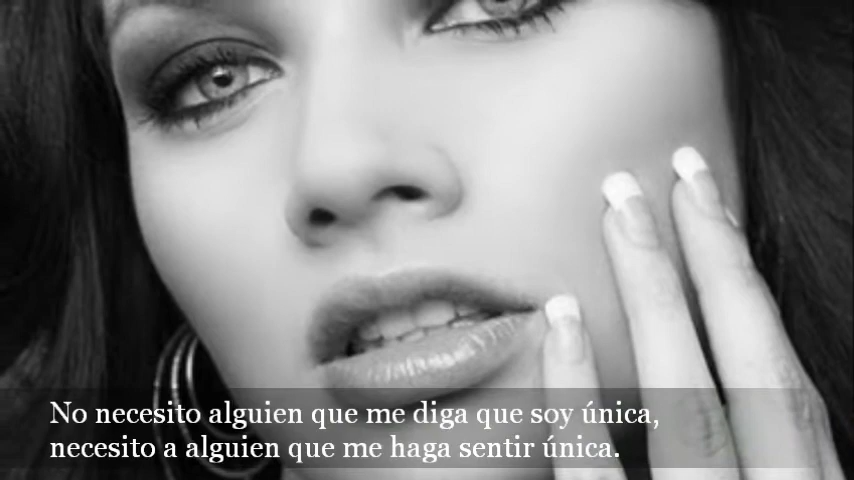 No necesito alguien que me diga que soy única,
necesito a alguien que me haga sentir única.